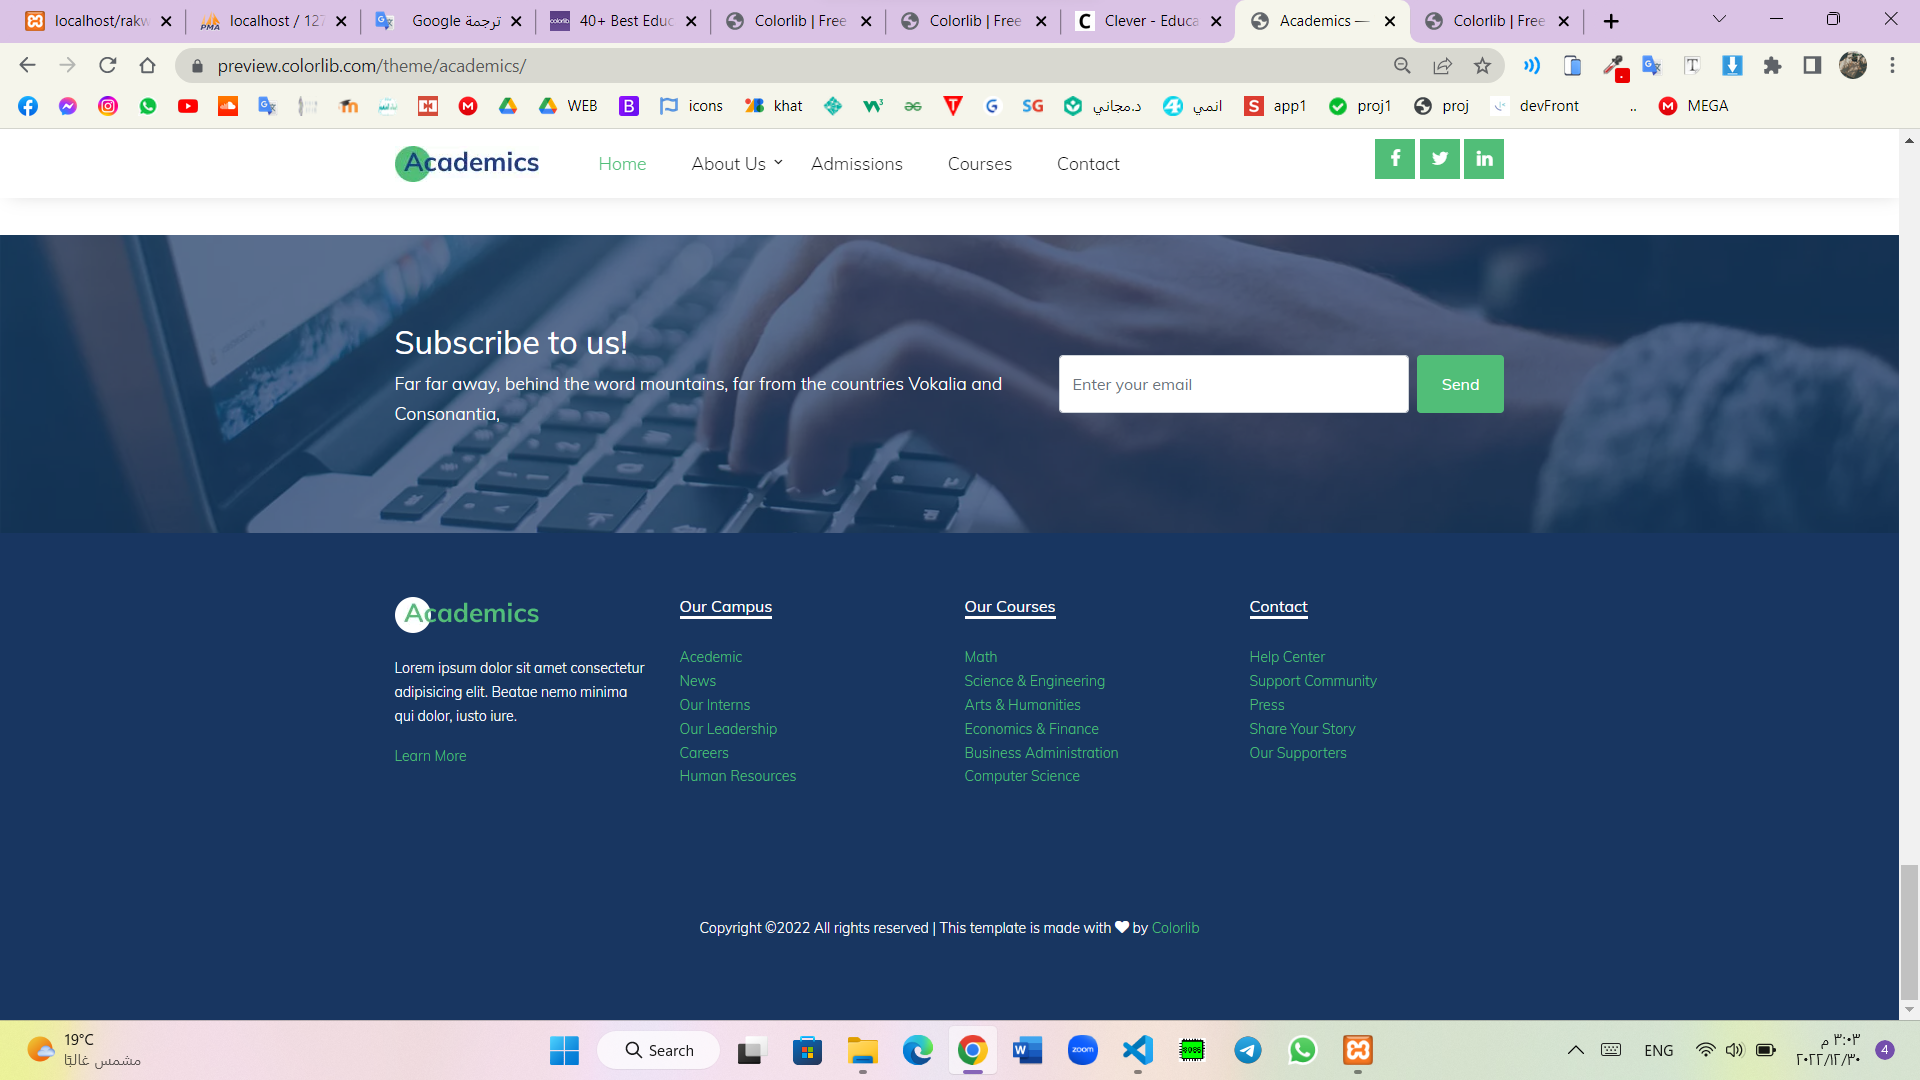 localhost/rakw
localhost / 127
ترجمة Google
40+ Best Educ
Colorlib | Free
Colorlib | Free
Clever - Educa
Academics —
Colorlib | Free
preview.colorlib.com/theme/academics/
WEB
icons
khat
د.مجاني
انمي
app1
proj1
proj
devFront
..
MEGA
Academics
Home
About Us
Admissions
Courses
Contact
Subscribe to us!
Far far away, behind the word mountains, far from the countries Vokalia and
Consonantia,
Enter your email
Send
Academics
Lorem ipsum dolor sit amet consectetur
adipisicing elit. Beatae nemo minima
qui dolor, iusto iure.
Learn More
Our Campus
Acedemic
News
Our Interns
Our Leadership
Careers
Human Resources
Our Courses
Math
Science & Engineering
Arts & Humanities
Economics & Finance
Business Administration
Computer Science
Contact
Help Center
Support Community
Press
Share Your Story
Our Supporters
Copyright ©2022 All rights reserved | This template is made with by Colorlib
19°C
مشمس غالبًا
Search
zoom
ENG
٣:٠٣ م
٢٠٢٢/١٢/٣٠
4